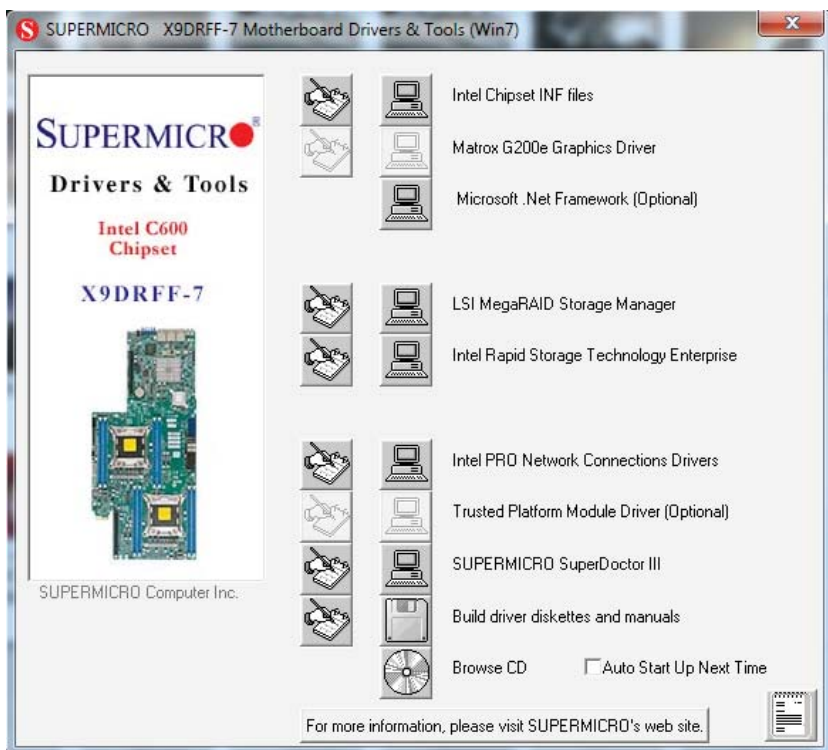 SUPERMICRO X9DRFF-7 Motherboard Drivers & Tools (Win7)
SUPERMICR®
Drivers & Tools
Intel C600
Chipset
X9DRFF-7
SUPERMICRO Computer Inc.
Intel Chipset INF files
Matrox G200e Graphics Driver
Microsoft .Net Framework (Optional)
LSI MegaRAID Storage Manager
Intel Rapid Storage Technology Enterprise
Intel PRO Network Connections Drivers
Trusted Platform Module Driver (Optional)
SUPERMICRO SuperDoctor III
Build driver diskettes and manuals
Browse CD
Auto Start Up Next Time
For more information, please visit SUPERMICRO's web site.